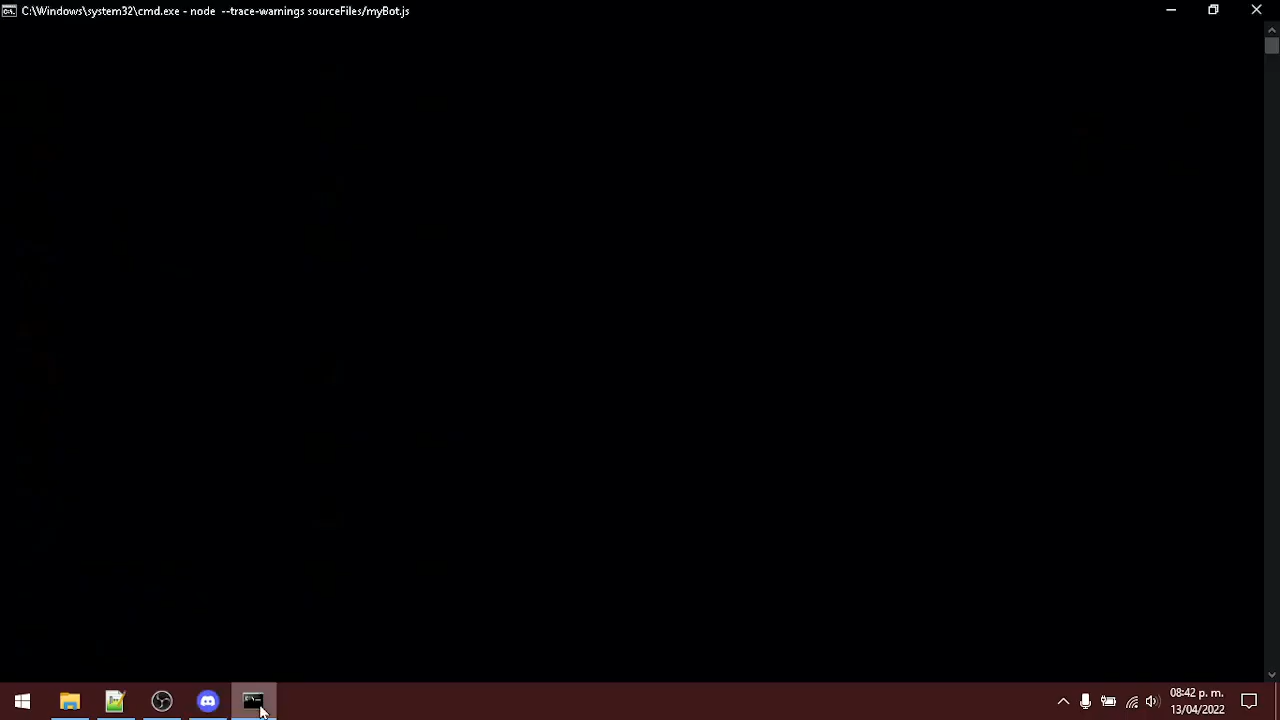 C:\Windows\system32\cmd.exe - node  --trace-warnings sourceFiles/myBot.js
08:42 p. m.
13/04/2022